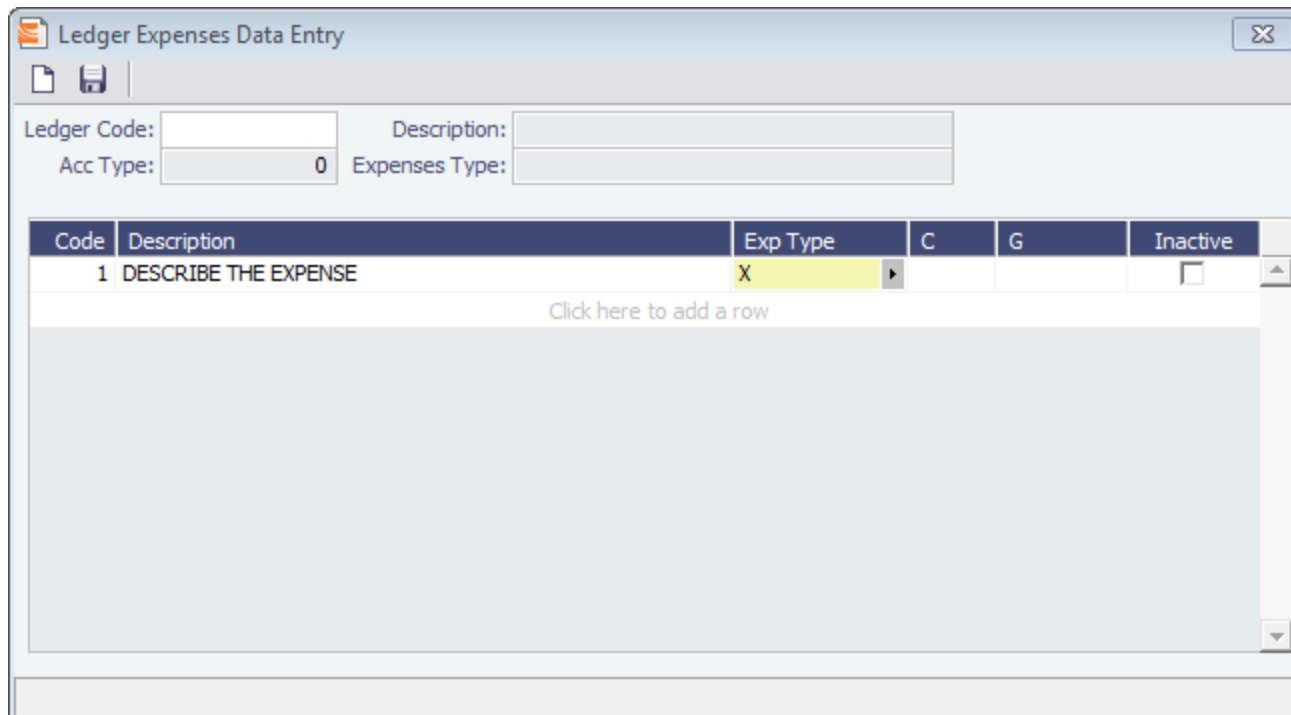 Ledger Expenses Data Entry
Ledger Code: Description:
Acc Type: 0 Expenses Type:
Code Description Exp Type C G Inactive
1 DESCRIBE THE EXPENSE X
Click here to add a row